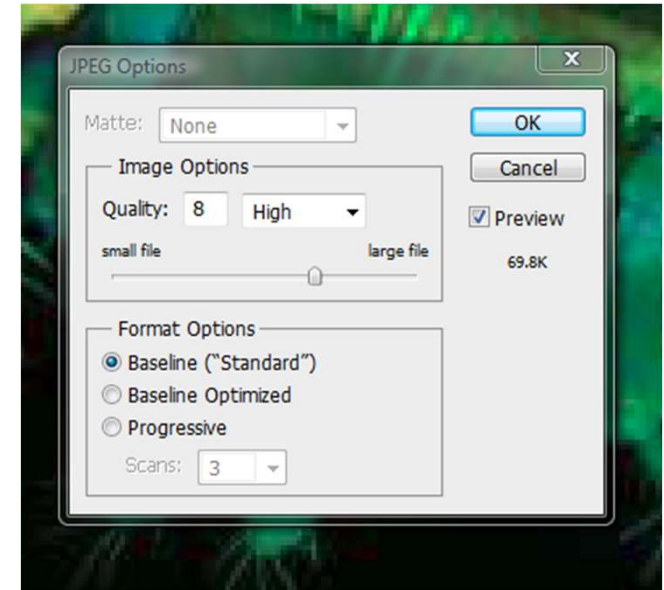 JPEG Options
x
Matte: None
OK
Image Options
Cancel
Quality: 8 High
Preview
small file large file
69.8K
Format Options
Baseline (“Standard”)
Baseline Optimized
Progressive
Scans: 3